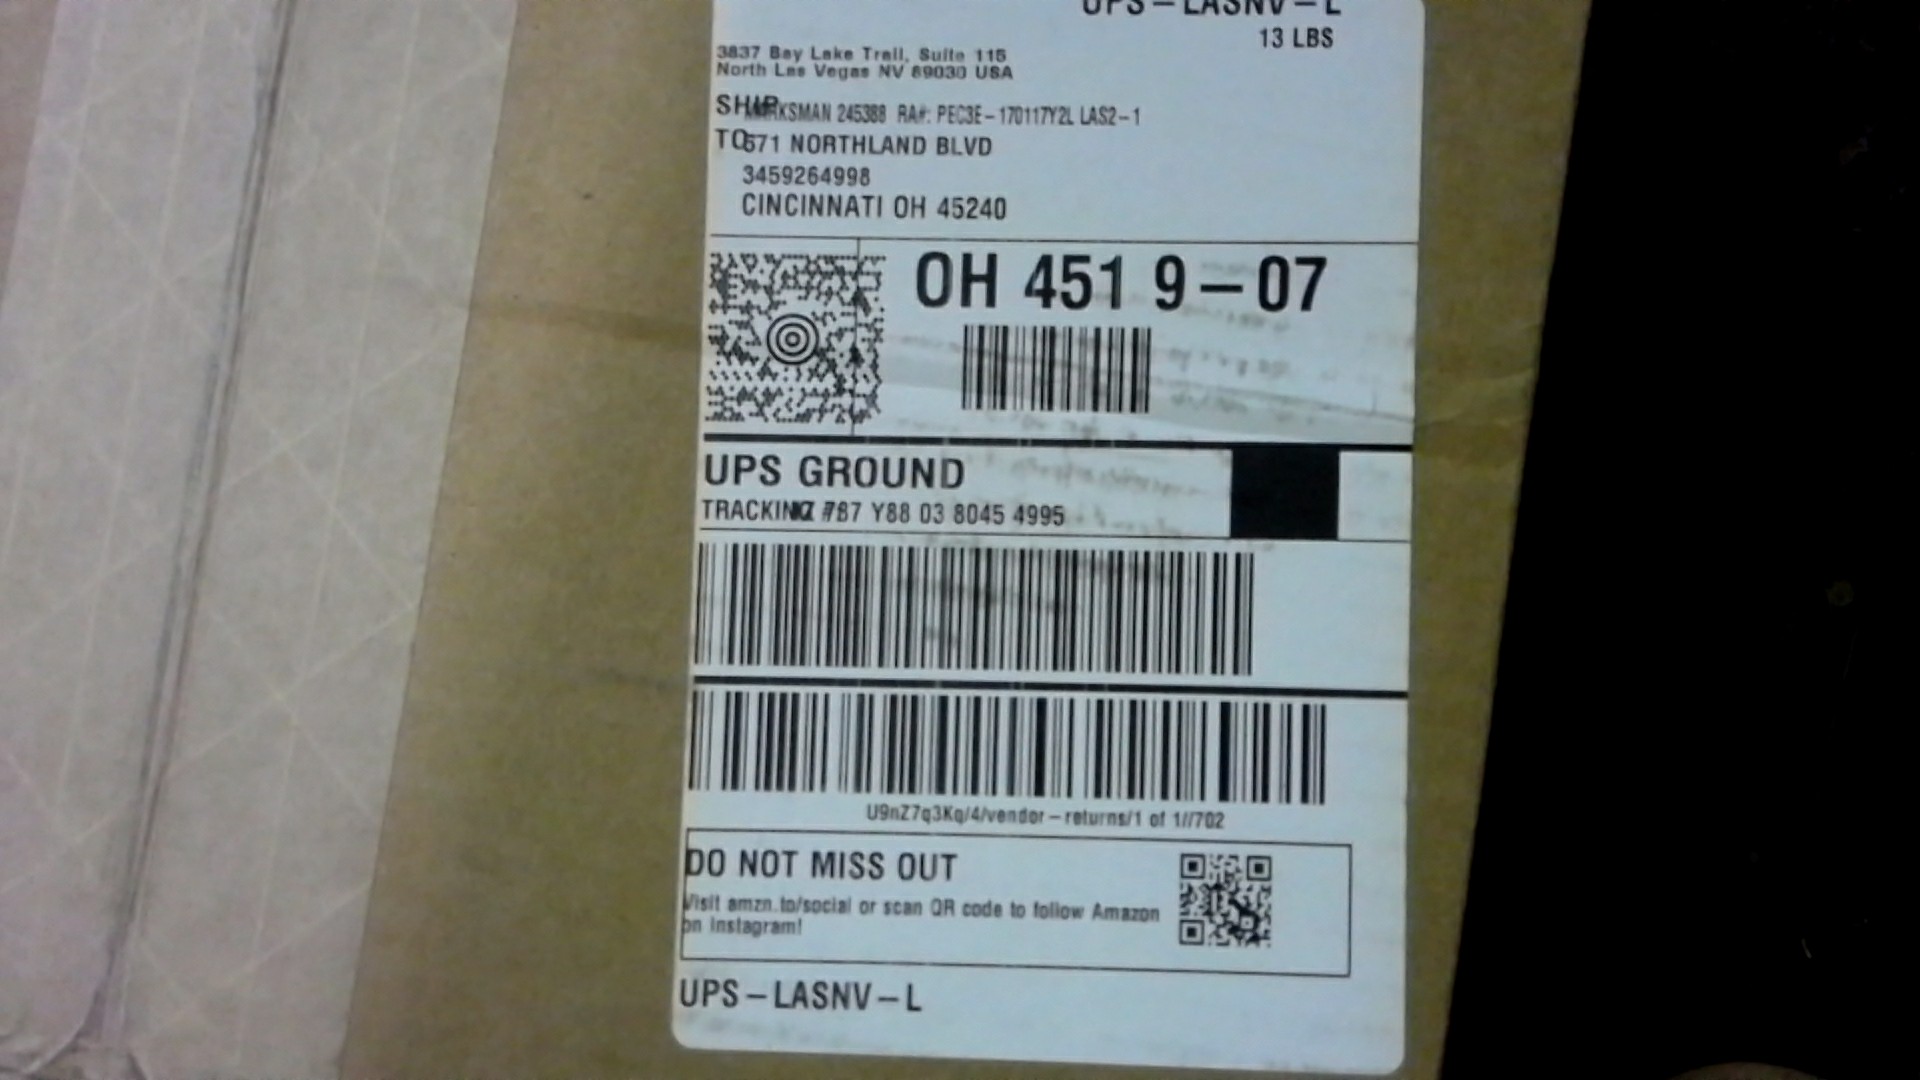 UPS-LASNV-L
13 LBS
3837 Bay Lake Trail, Suite 115
North Las Vegas NV 89030 USA
SHIP
MARKSMAN 245388 RA#: PEC3E-170117Y2L LAS2-1
TO
671 NORTHLAND BLVD
3459264998
CINCINNATI OH 45240
OH 451 9-07
UPS GROUND
TRACKING #: 1Z 787 Y88 03 8045 4995
U9nZ7q3Kq/4/vendor-returns/1 of 1//702
DO NOT MISS OUT
Visit amzn.to/social or scan QR code to follow Amazon
on Instagram!
UPS-LASNV-L